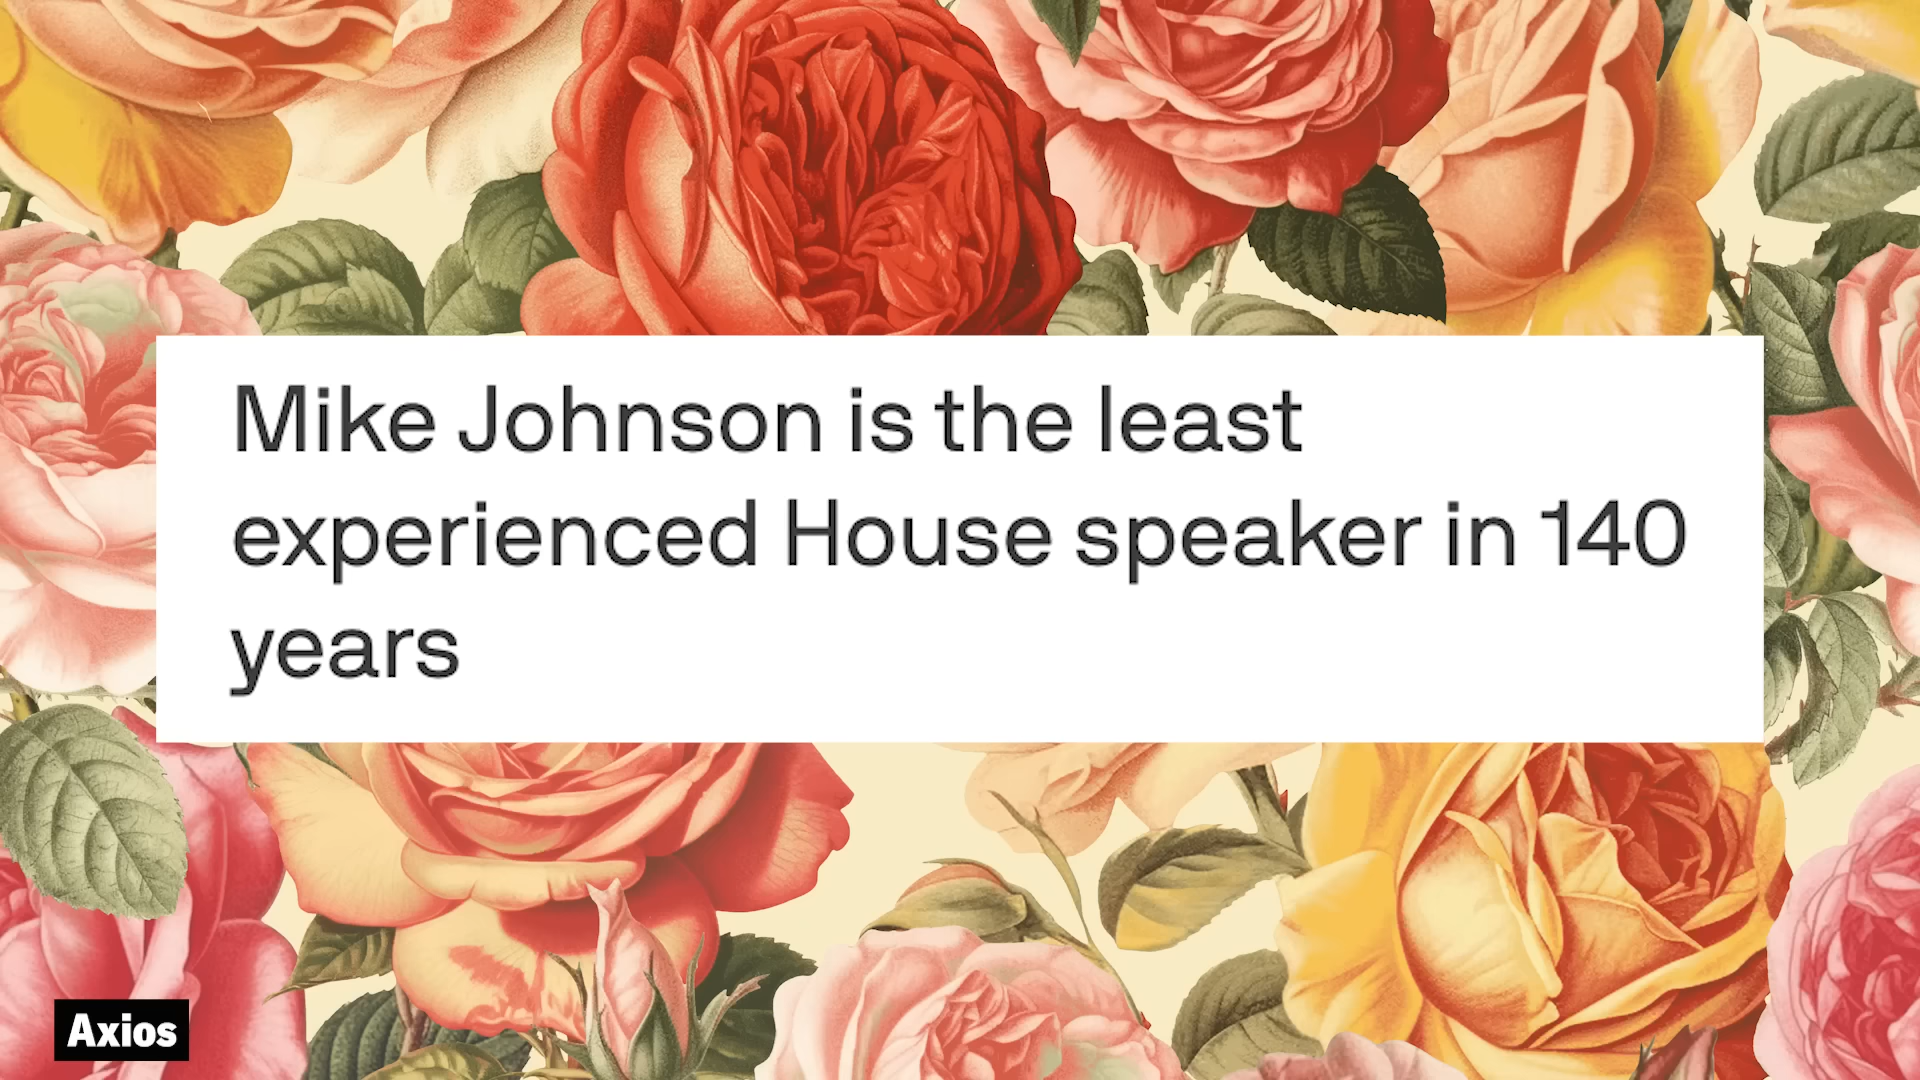 Mike Johnson is the least
experienced House speaker in 140
years
Axios